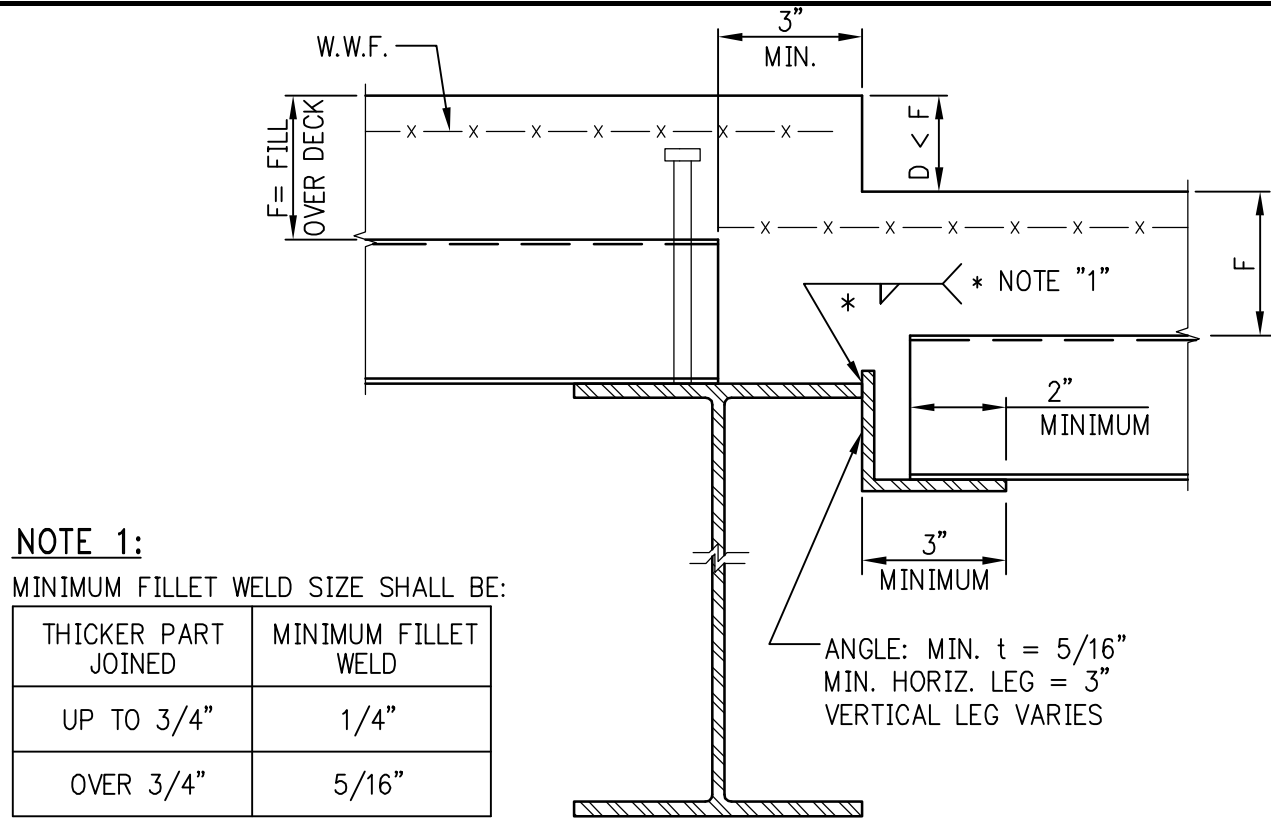 3"
MIN.
W.W.F.
F= FILL
OVER DECK
X X X X X X X
D < F
X X X X X X X
F
* * NOTE "1"
2"
MINIMUM
3"
MINIMUM
NOTE 1:
MINIMUM FILLET WELD SIZE SHALL BE:
THICKER PART
JOINED
MINIMUM FILLET
WELD
UP TO 3/4" 1/4"
OVER 3/4" 5/16"
ANGLE: MIN. t = 5/16"
MIN. HORIZ. LEG = 3"
VERTICAL LEG VARIES